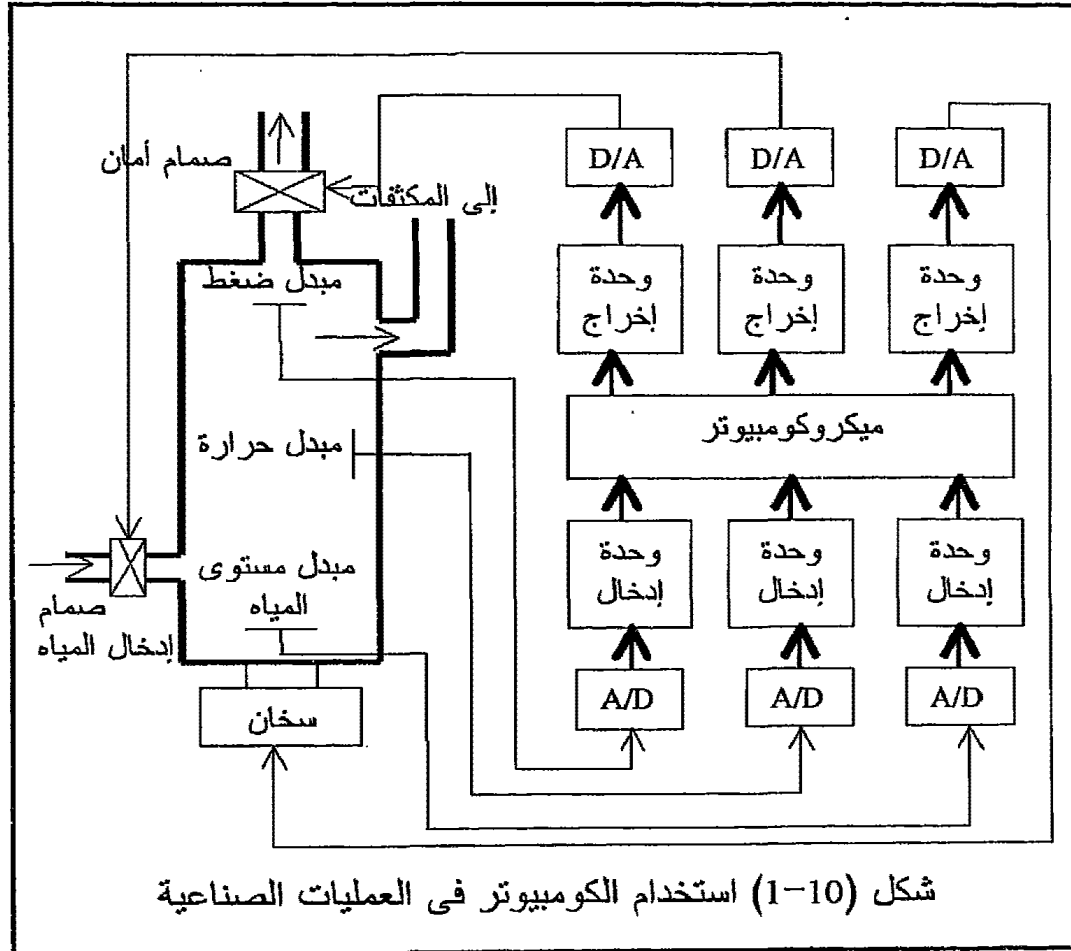 D/A
D/A
D/A
صمام أمان
إلى المكثفات
مبدل ضغط
وحدة
إخراج
وحدة
إخراج
وحدة
إخراج
ميكروكومبيوتر
مبدل حرارة
وحدة
إدخال
وحدة
إدخال
وحدة
إدخال
مبدل مستوى
المياه
صمام
إدخال المياه
A/D
A/D
A/D
سخان
شكل (10-1) استخدام الكومبيوتر فى العمليات الصناعية